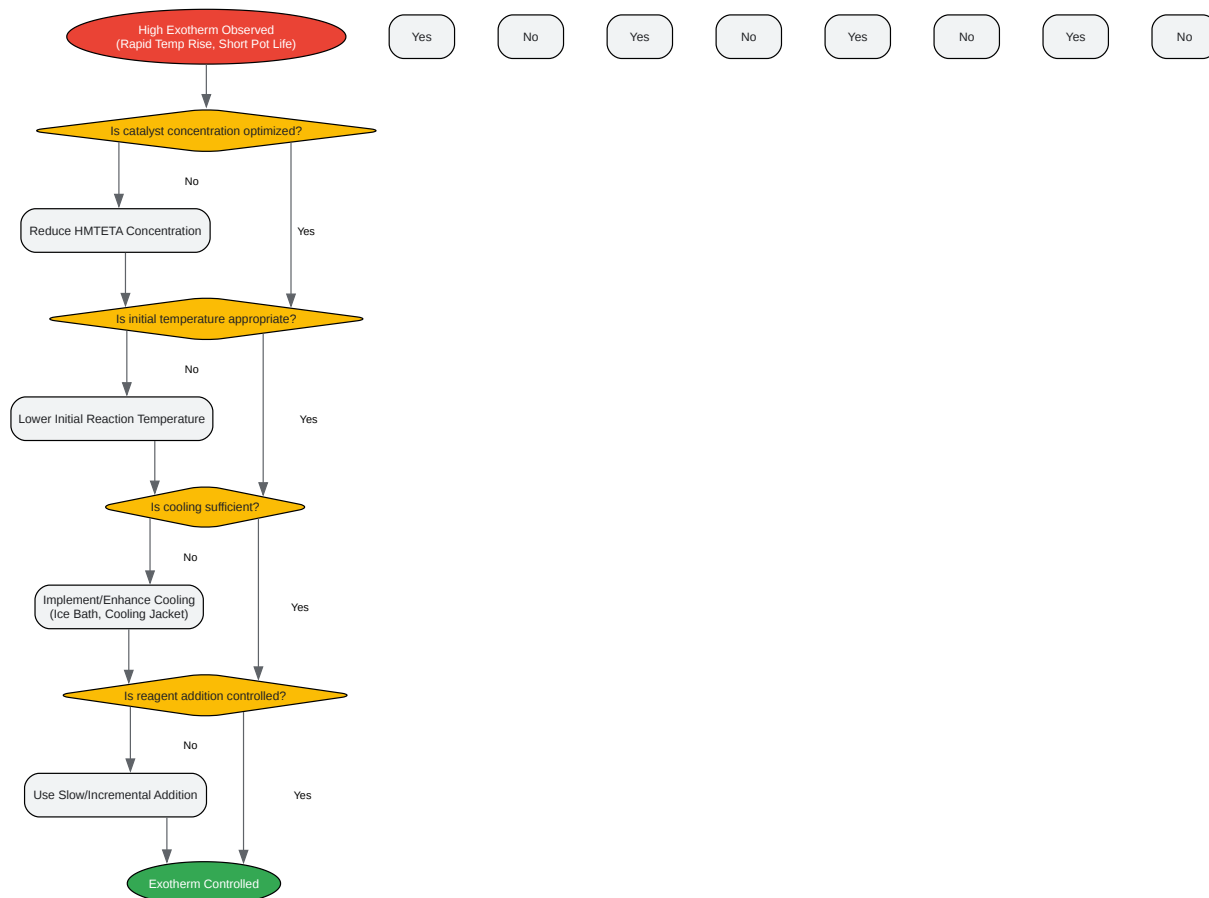 High Exotherm Observed
(Rapid Temp Rise, Short Pot Life)
Yes
No
Yes
No
Yes
No
Yes
No
Is catalyst concentration optimized?
No
Reduce HMTETA Concentration
Yes
Is initial temperature appropriate?
No
Lower Initial Reaction Temperature
Yes
Is cooling sufficient?
No
Implement/Enhance Cooling
(Ice Bath, Cooling Jacket)
Yes
Is reagent addition controlled?
No
Use Slow/Incremental Addition
Yes
Exotherm Controlled